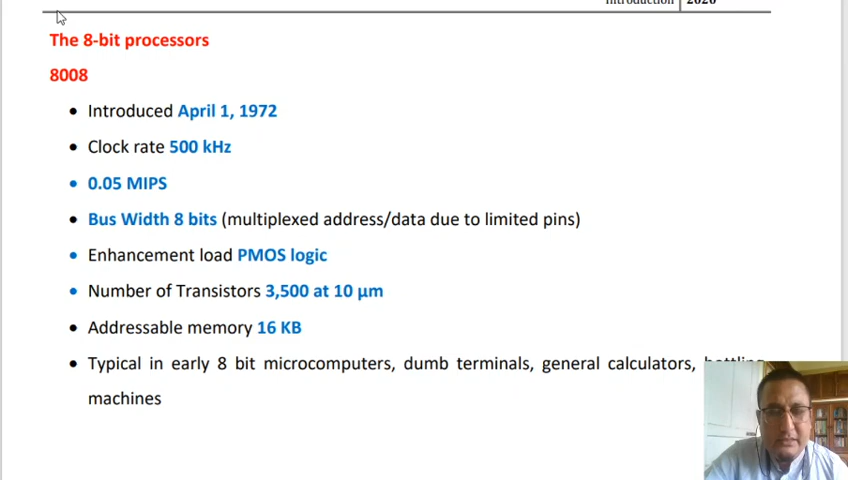 Introduction 2020
The 8-bit processors
8008
• Introduced April 1, 1972
• Clock rate 500 kHz
• 0.05 MIPS
• Bus Width 8 bits (multiplexed address/data due to limited pins)
• Enhancement load PMOS logic
• Number of Transistors 3,500 at 10 µm
• Addressable memory 16 KB
• Typical in early 8 bit microcomputers, dumb terminals, general calculators, bottling
machines